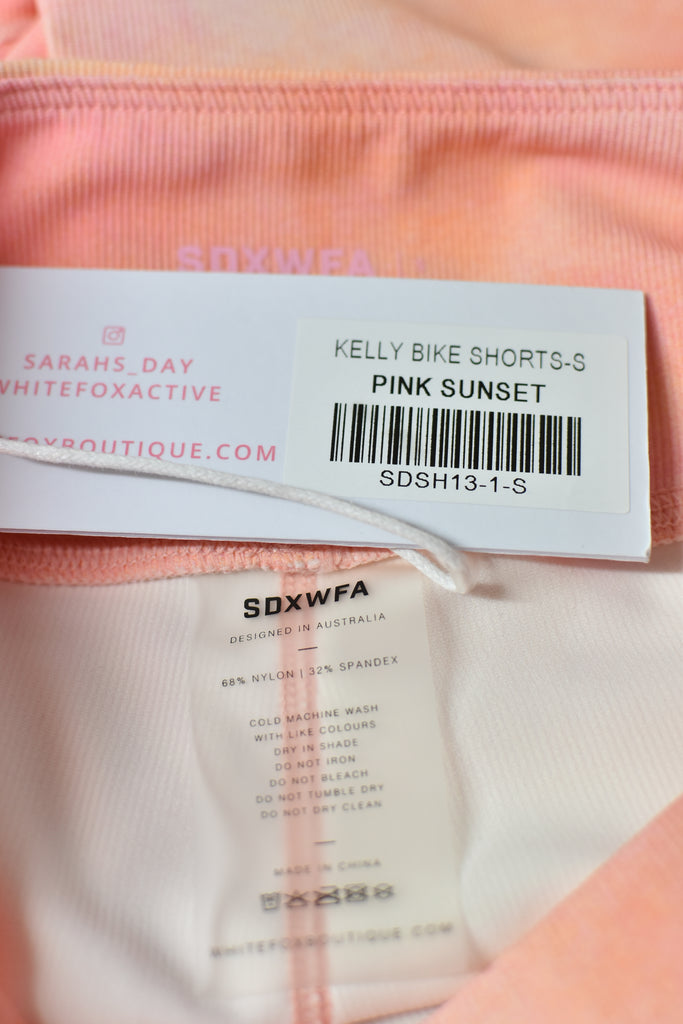 SDXWFA
SARAHS_DAY
WHITEFOXACTIVE
FOXBOUTIQUE.COM
KELLY BIKE SHORTS-S
PINK SUNSET
SDSH13-1-S
SDXWFA
DESIGNED IN AUSTRALIA
68% NYLON | 32% SPANDEX
COLD MACHINE WASH
WITH LIKE COLOURS
DRY IN SHADE
DO NOT IRON
DO NOT BLEACH
DO NOT TUMBLE DRY
DO NOT DRY CLEAN
MADE IN CHINA
WHITEFOXBOUTIQUE.COM